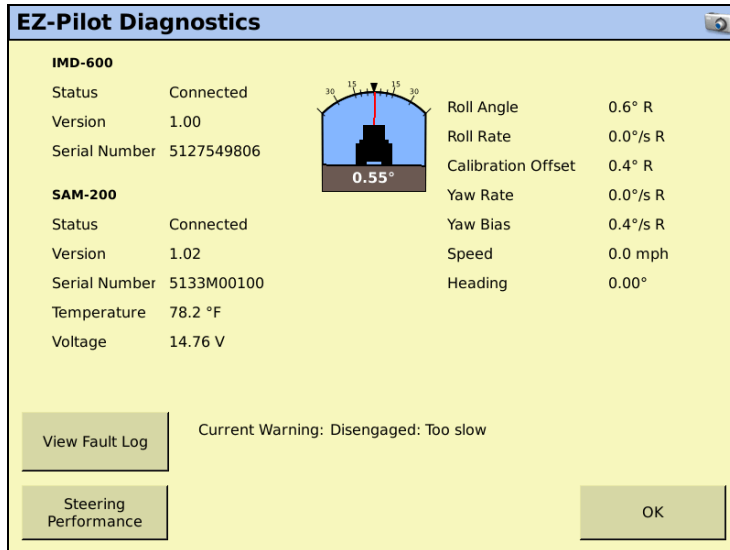 EZ-Pilot Diagnostics
IMD-600
Status Connected
Version 1.00
Serial Number 5127549806
SAM-200
Status Connected
Version 1.02
Serial Number 5133M00100
Temperature 78.2 °F
Voltage 14.76 V
30 15 15 30
0.55°
Roll Angle 0.6° R
Roll Rate 0.0°/s R
Calibration Offset 0.4° R
Yaw Rate 0.0°/s R
Yaw Bias 0.4°/s R
Speed 0.0 mph
Heading 0.00°
View Fault Log
Current Warning: Disengaged: Too slow
Steering
Performance
OK